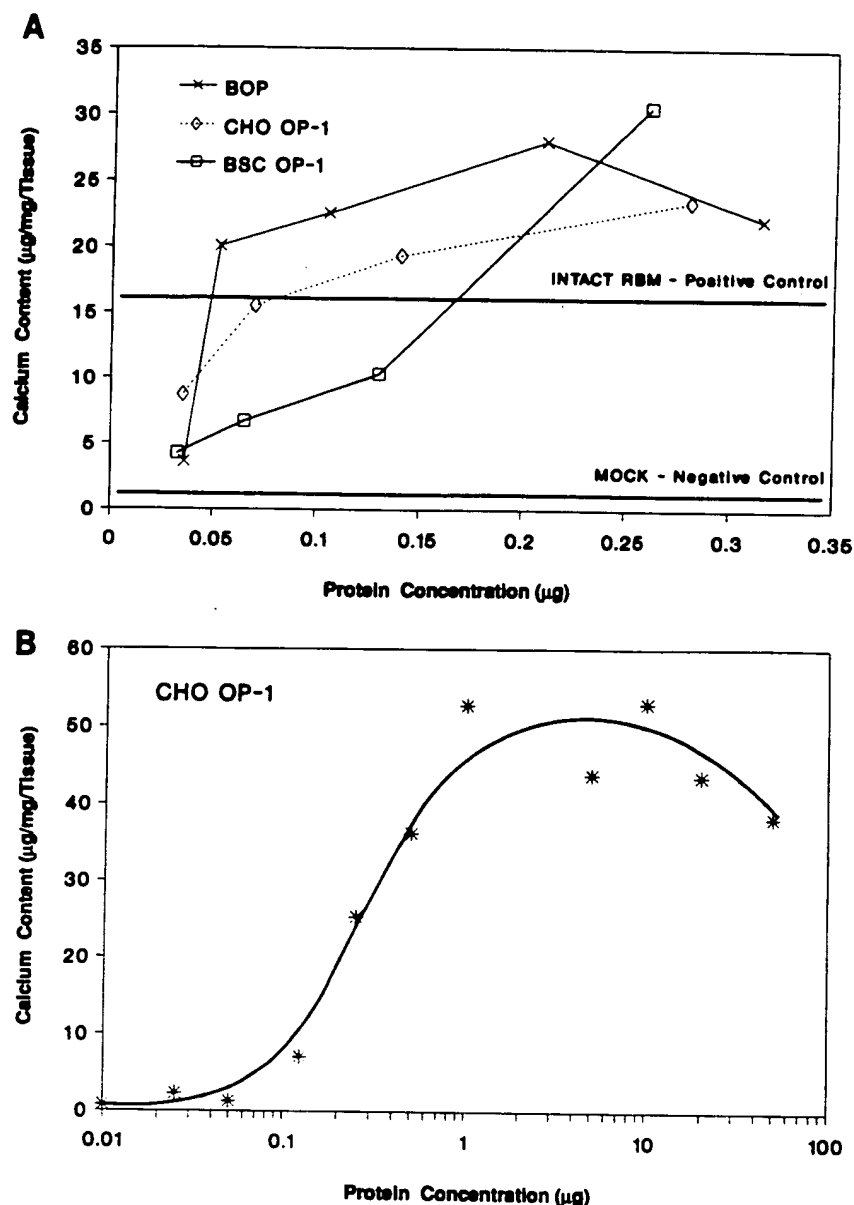 A
35
30
25
20
15
10
5
0
Calcium Content (µg/mg/Tissue)
BOP
CHO OP-1
BSC OP-1
INTACT RBM - Positive Control
MOCK - Negative Control
0 0.05 0.1 0.15 0.2 0.25 0.3 0.35
Protein Concentration (µg)
B
60
50
40
30
20
10
0
Calcium Content (µg/mg/Tissue)
CHO OP-1
0.01 0.1 1 10 100
Protein Concentration (µg)